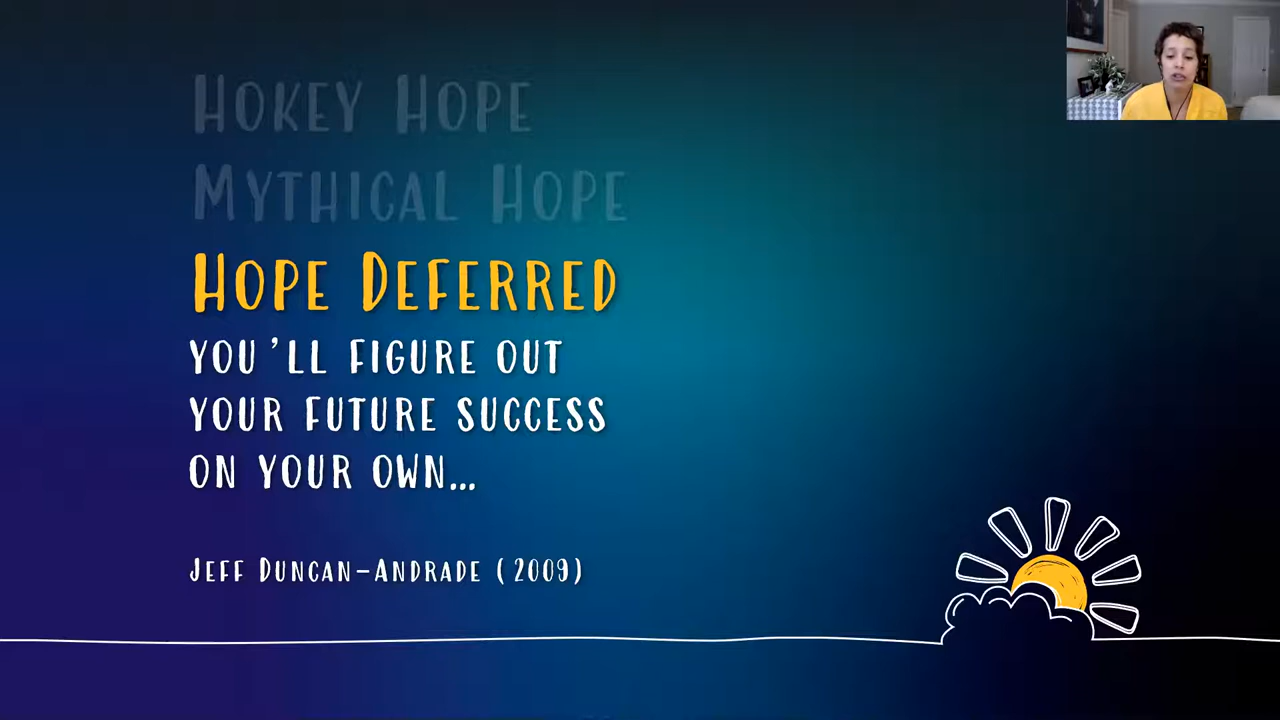 Hokey Hope
Mythical Hope
Hope Deferred
you'll figure out
your future success
on your own...
Jeff Duncan-Andrade (2009)